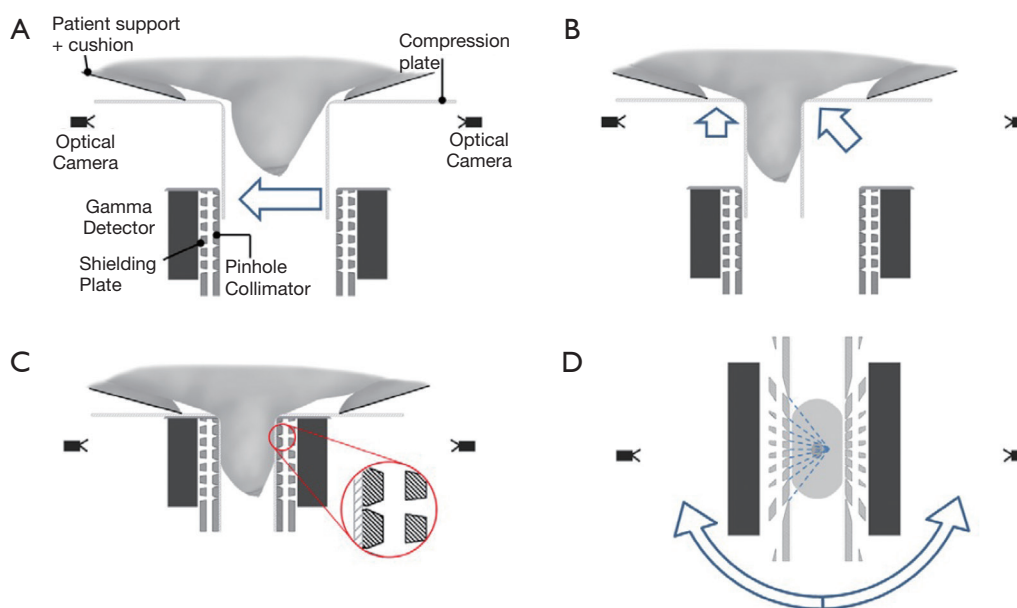 A
Patient support
+ cushion
Compression
plate
Optical
Camera
Optical
Camera
Gamma
Detector
Shielding
Plate
Pinhole
Collimator
B
C
D